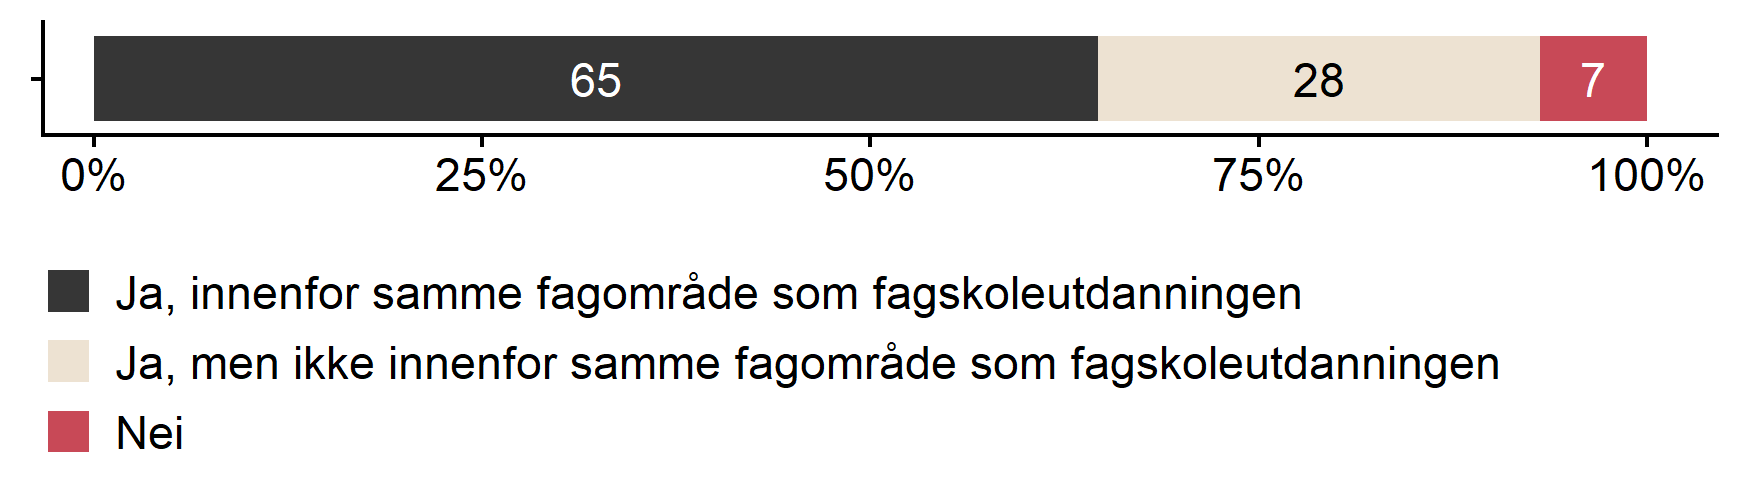 65 28 7
0% 25% 50% 75% 100%
Ja, innenfor samme fagområde som fagskoleutdanningen
Ja, men ikke innenfor samme fagområde som fagskoleutdanningen
Nei